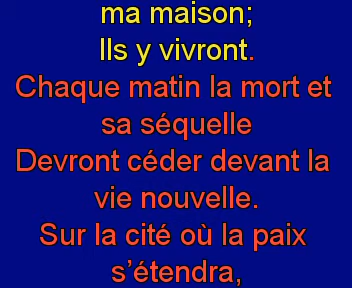 ma maison;
Ils y vivront.
Chaque matin la mort et
sa séquelle
Devront céder devant la
vie nouvelle.
Sur la cité où la paix
s’étendra,